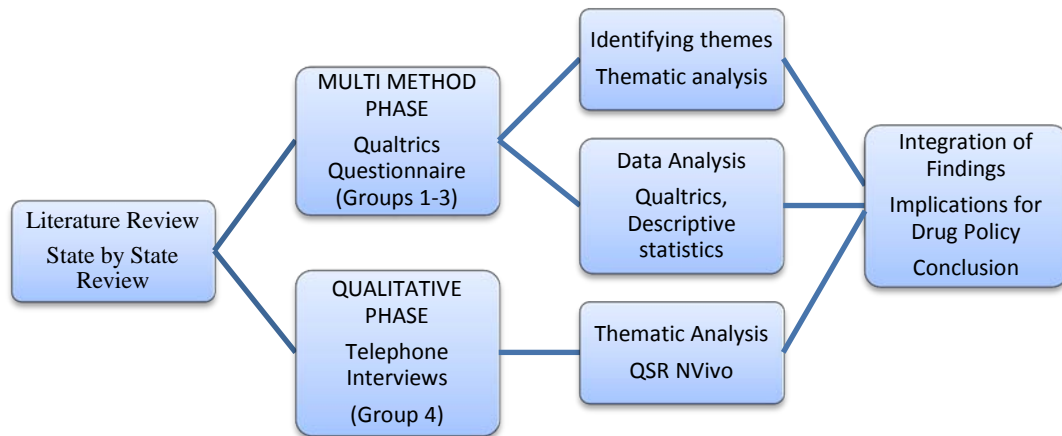 Literature Review
State by State
Review
MULTI METHOD
PHASE
Qualtrics
Questionnaire
(Groups 1-3)
QUALITATIVE
PHASE
Telephone
Interviews
(Group 4)
Identifying themes
Thematic analysis
Data Analysis
Qualtrics,
Descriptive
statistics
Thematic Analysis
QSR NVivo
Integration of
Findings
Implications for
Drug Policy
Conclusion